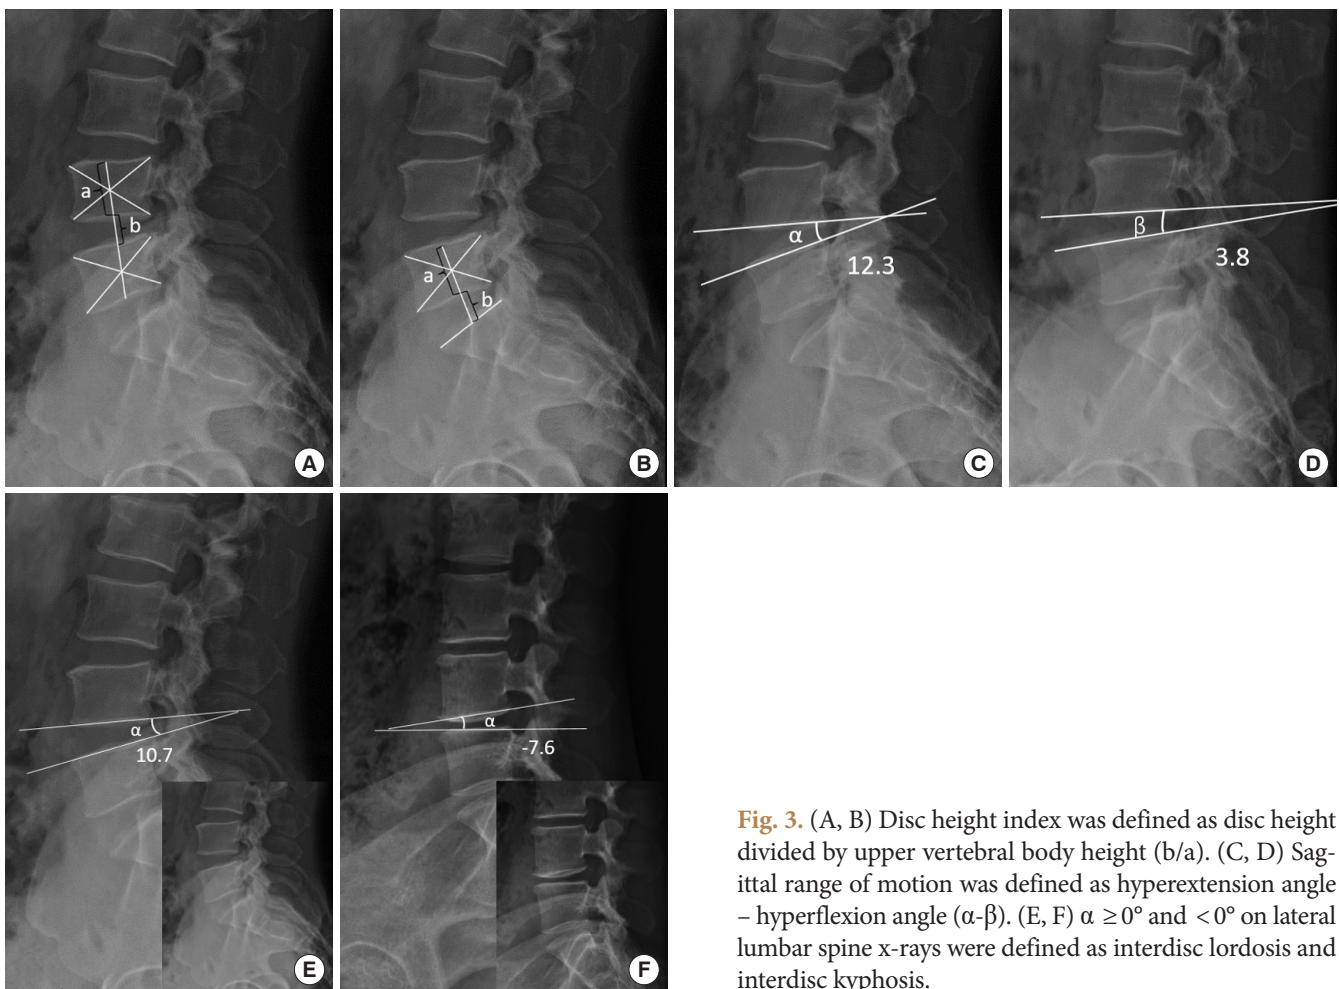 a
b
A
a
b
B
α
12.3
C
β
3.8
D
α
10.7
E
α
-7.6
F
Fig. 3. (A, B) Disc height index was defined as disc height
divided by upper vertebral body height (b/a). (C, D) Sag-
ittal range of motion was defined as hyperextension angle
– hyperflexion angle (α-β). (E, F) α ≥0° and <0° on lateral
lumbar spine x-rays were defined as interdisc lordosis and
interdisc kyphosis.